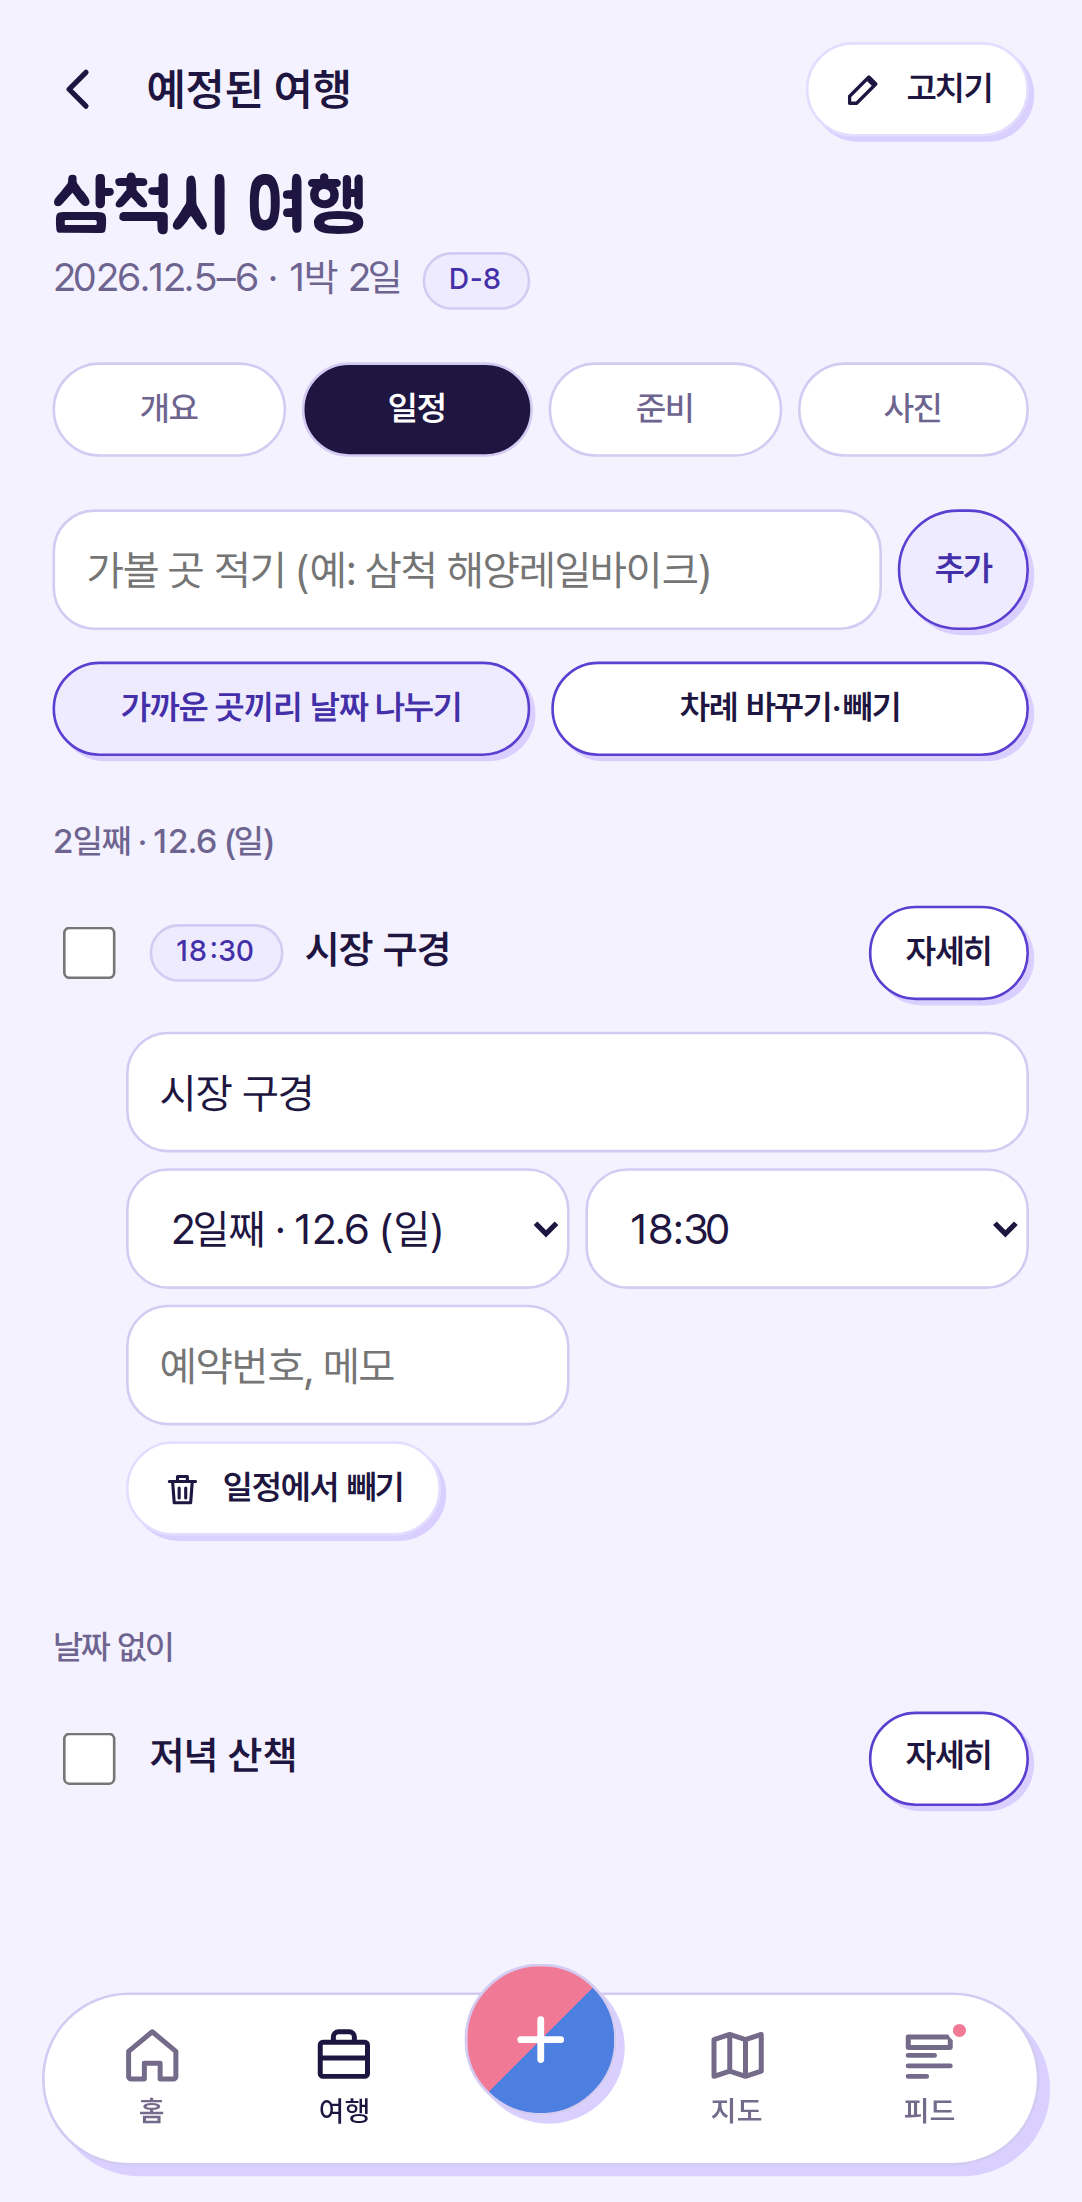 예정된 여행
고치기
삼척시 여행
2026.12.5–6 · 1박 2일 D-8
개요 일정 준비 사진
가볼 곳 적기 (예: 삼척 해양레일바이크) 추가
가까운 곳끼리 날짜 나누기 차례 바꾸기·빼기
2일째 · 12.6 (일)
18:30 시장 구경 자세히
시장 구경
2일째 · 12.6 (일) 18:30
예약번호, 메모
일정에서 빼기
날짜 없이
저녁 산책 자세히
홈 여행 지도 피드